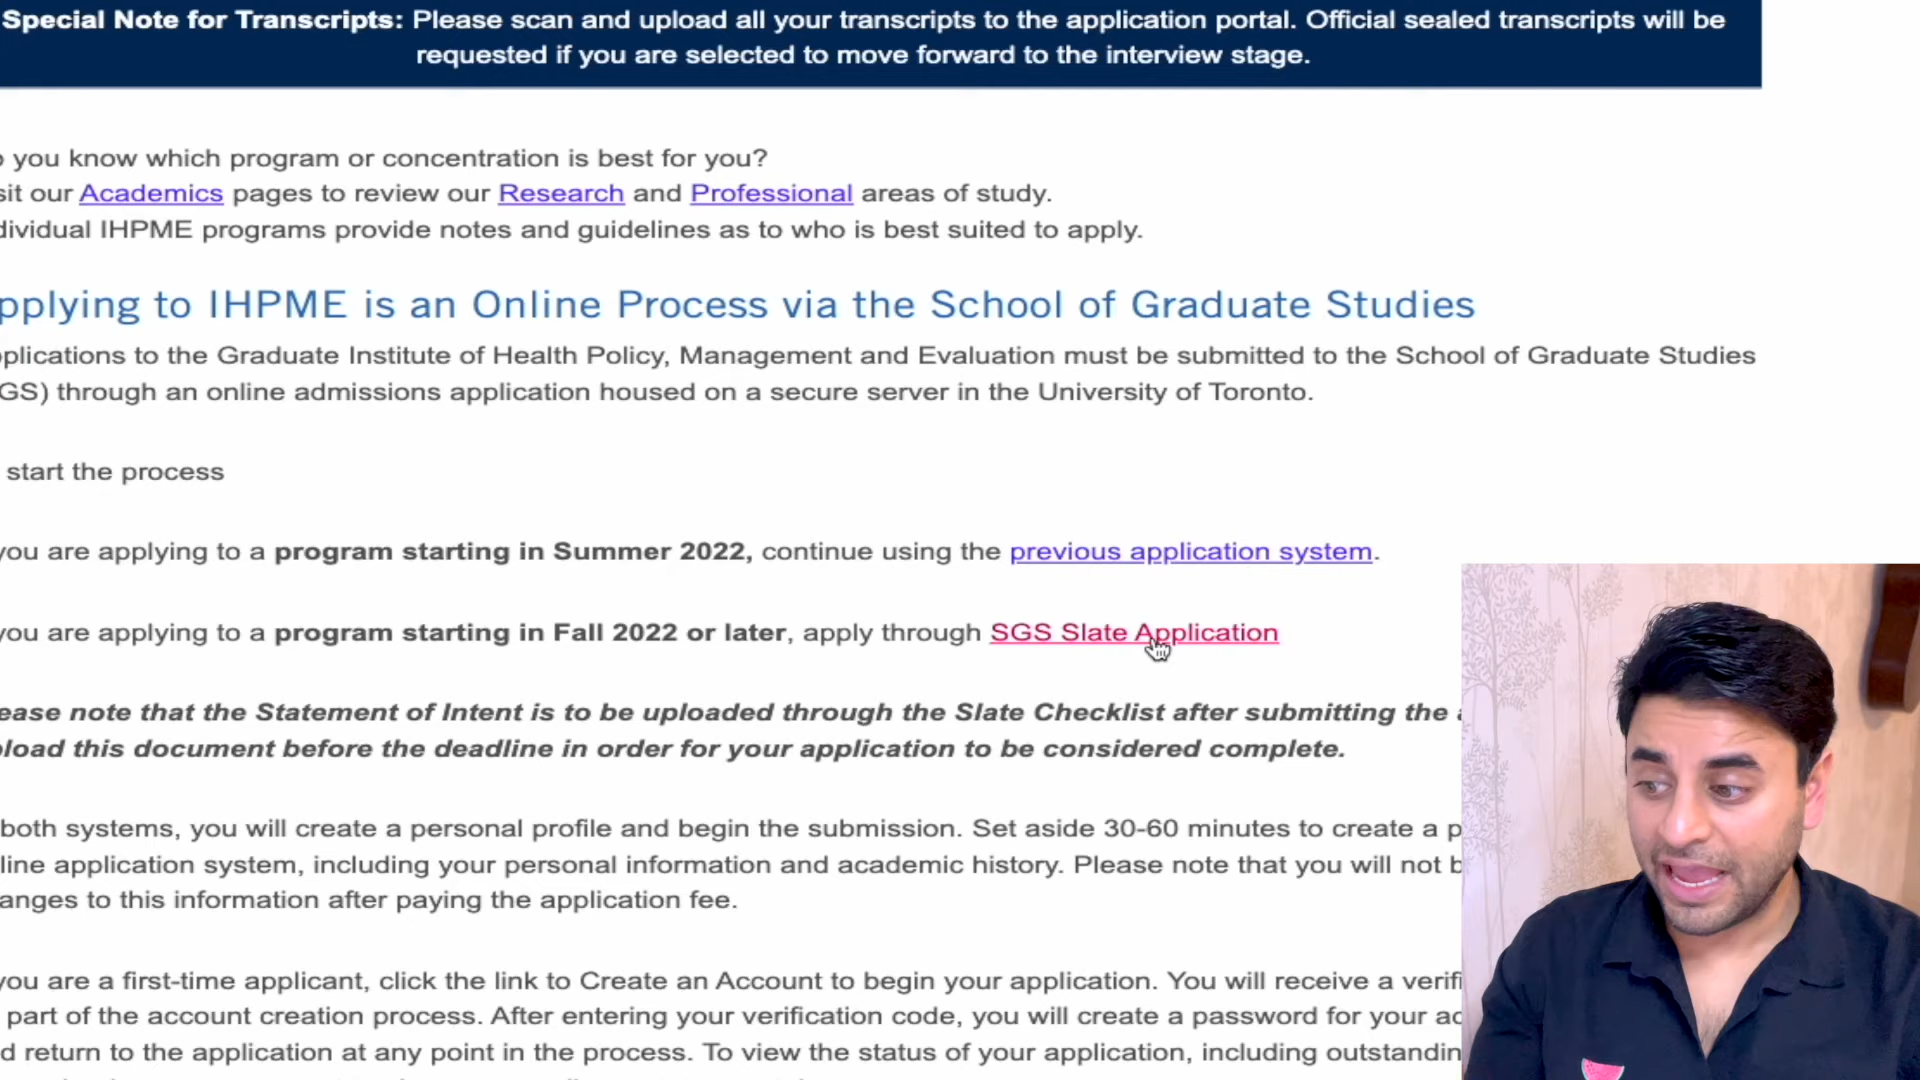 Special Note for Transcripts: Please scan and upload all your transcripts to the application portal. Official sealed transcripts will be
requested if you are selected to move forward to the interview stage.
you know which program or concentration is best for you?
our Academics pages to review our Research and Professional areas of study.
IHPME programs provide notes and guidelines as to who is best suited to apply.
to IHPME is an Online Process via the School of Graduate Studies
to the Graduate Institute of Health Policy, Management and Evaluation must be submitted to the School of Graduate Studies
GS) through an online admissions application housed on a secure server in the University of Toronto.
start the process
you are applying to a program starting in Summer 2022, continue using the previous application system.
you are applying to a program starting in Fall 2022 or later, apply through SGS Slate Application
ease note that the Statement of Intent is to be uploaded through the Slate Checklist after submitting the
load this document before the deadline in order for your application to be considered complete.
both systems, you will create a personal profile and begin the submission. Set aside 30-60 minutes to create a p
line application system, including your personal information and academic history. Please note that you will not b
anges to this information after paying the application fee.
you are a first-time applicant, click the link to Create an Account to begin your application. You will receive a verifi
part of the account creation process. After entering your verification code, you will create a password for your ac
d return to the application at any point in the process. To view the status of your application, including outstandin